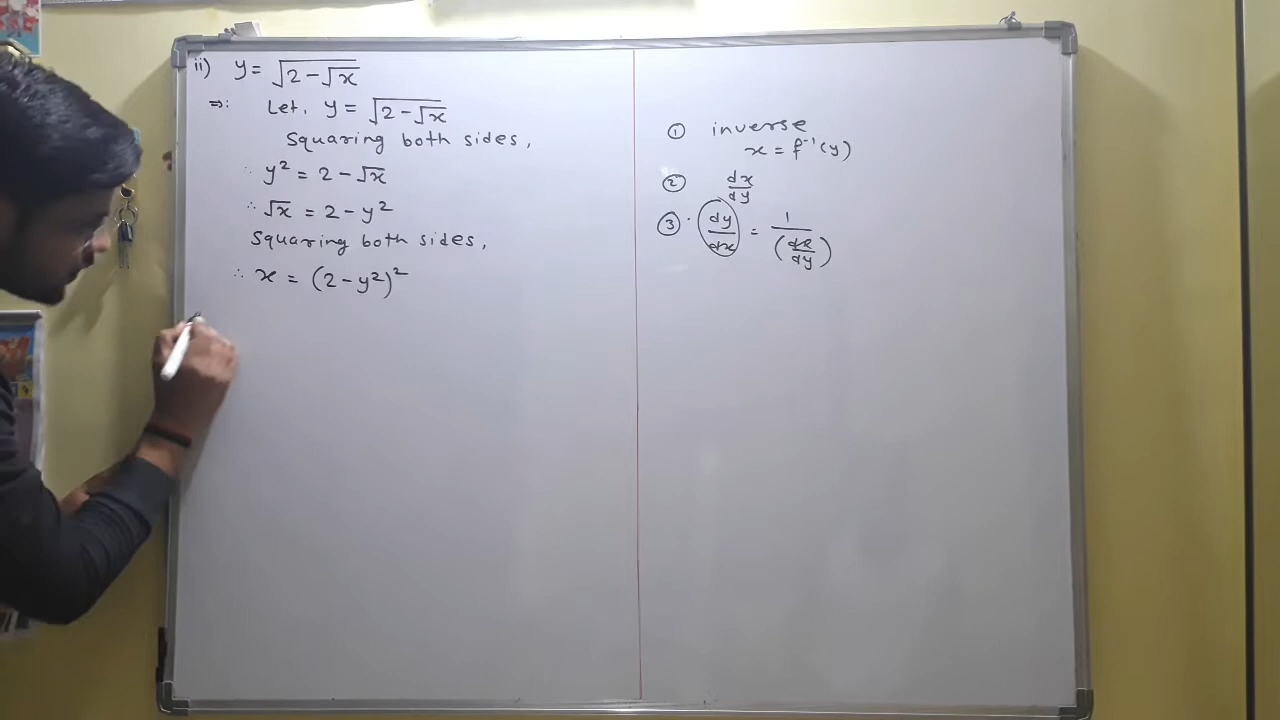 ii) y = √2 - √x
⇒: Let, y = √2 - √x
Squaring both sides,
∴ y² = 2 - √x
∴ √x = 2 - y²
Squaring both sides,
∴ x = (2 - y²)²
① inverse
x = f⁻¹(y)
② dx/dy
③ · dy/dx = 1/(dx/dy)